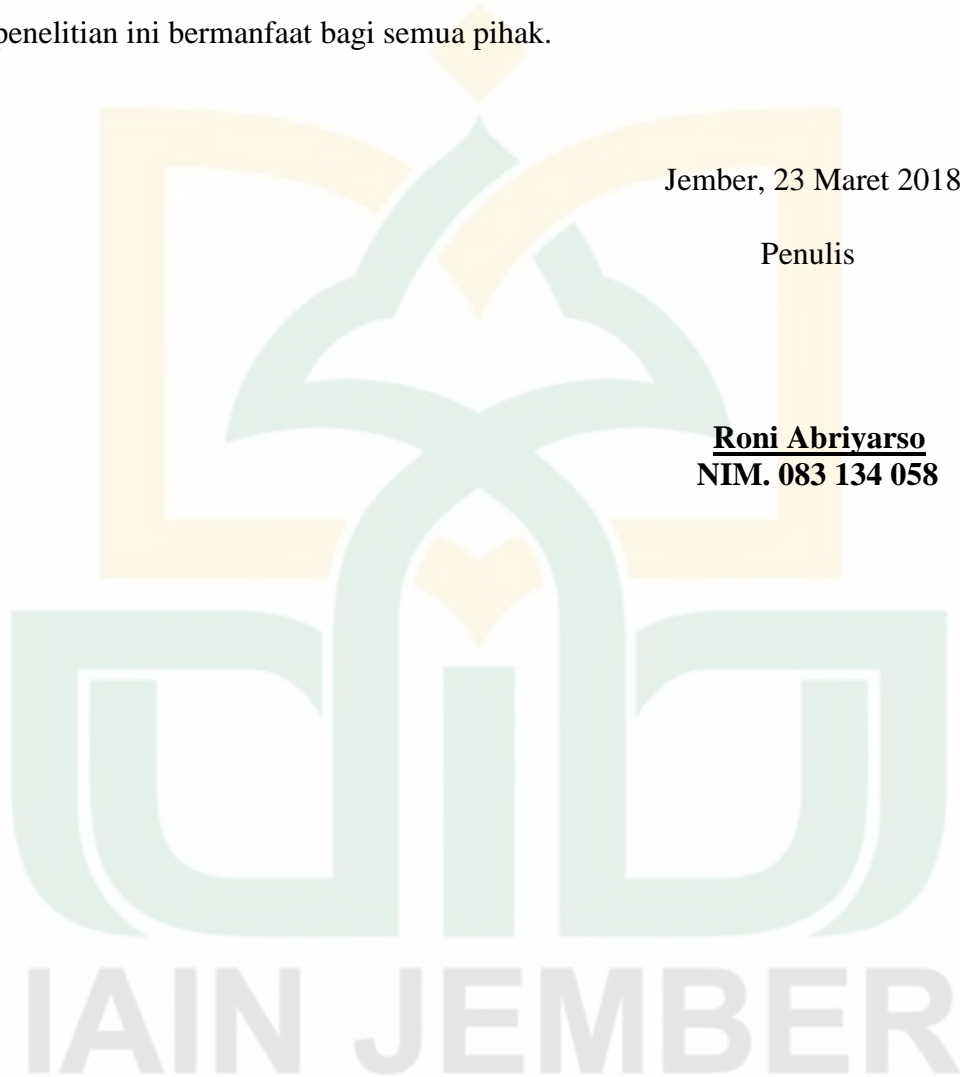 penelitian ini bermanfaat bagi semua pihak.
Jember, 23 Maret 2018
Penulis
Roni Abriyarso
NIM. 083 134 058
IAIN JEMBER